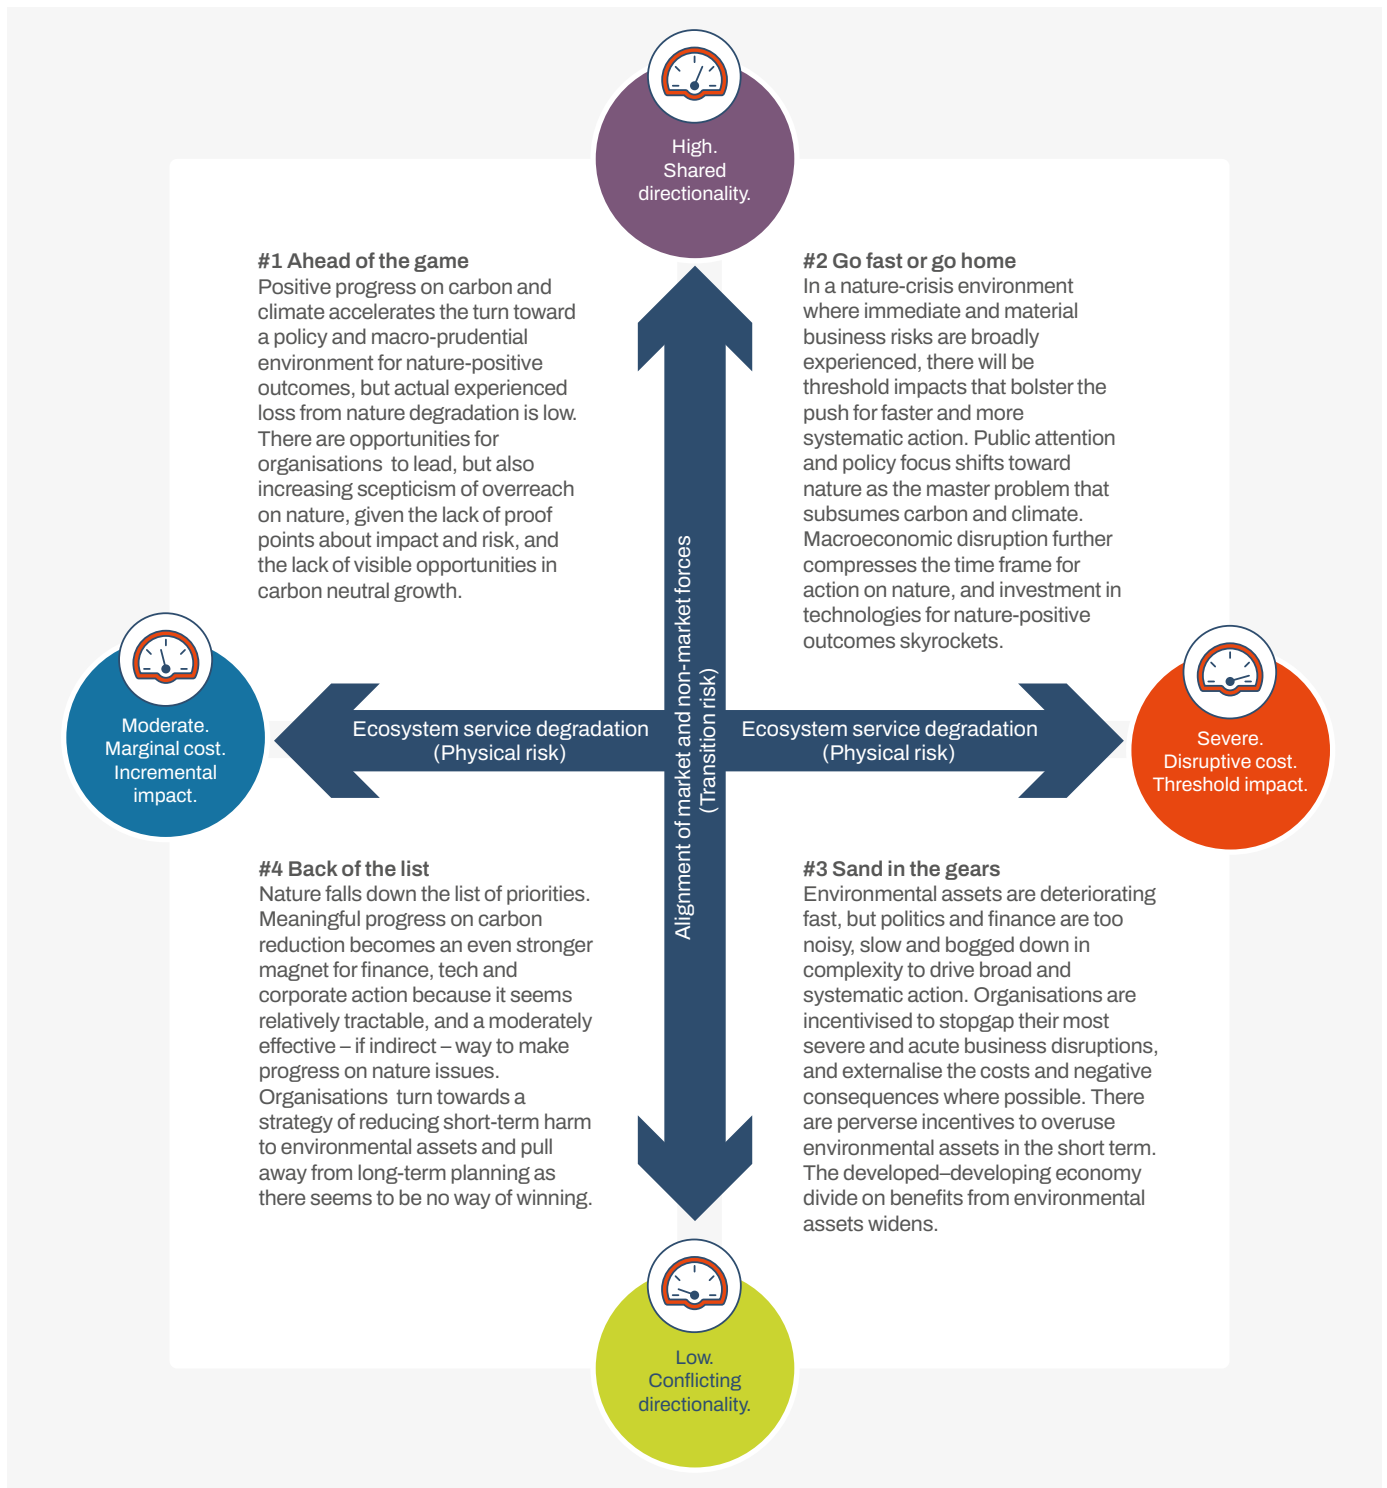 High.
Shared
directionality.
#1 Ahead of the game
Positive progress on carbon and
climate accelerates the turn toward
a policy and macro-prudential
environment for nature-positive
outcomes, but actual experienced
loss from nature degradation is low.
There are opportunities for
organisations to lead, but also
increasing scepticism of overreach
on nature, given the lack of proof
points about impact and risk, and
the lack of visible opportunities in
carbon neutral growth.
#2 Go fast or go home
In a nature-crisis environment
where immediate and material
business risks are broadly
experienced, there will be
threshold impacts that bolster the
push for faster and more
systematic action. Public attention
and policy focus shifts toward
nature as the master problem that
subsumes carbon and climate.
Macroeconomic disruption further
compresses the time frame for
action on nature, and investment in
technologies for nature-positive
outcomes skyrockets.
Moderate.
Marginal cost.
Incremental
impact.
Ecosystem service degradation
(Physical risk)
Alignment of market and non-market forces
(Transition risk)
Ecosystem service degradation
(Physical risk)
Severe.
Disruptive cost.
Threshold impact.
#4 Back of the list
Nature falls down the list of priorities.
Meaningful progress on carbon
reduction becomes an even stronger
magnet for finance, tech and
corporate action because it seems
relatively tractable, and a moderately
effective – if indirect – way to make
progress on nature issues.
Organisations turn towards a
strategy of reducing short-term harm
to environmental assets and pull
away from long-term planning as
there seems to be no way of winning.
#3 Sand in the gears
Environmental assets are deteriorating
fast, but politics and finance are too
noisy, slow and bogged down in
complexity to drive broad and
systematic action. Organisations are
incentivised to stopgap their most
severe and acute business disruptions,
and externalise the costs and negative
consequences where possible. There
are perverse incentives to overuse
environmental assets in the short term.
The developed–developing economy
divide on benefits from environmental
assets widens.
Low.
Conflicting
directionality.